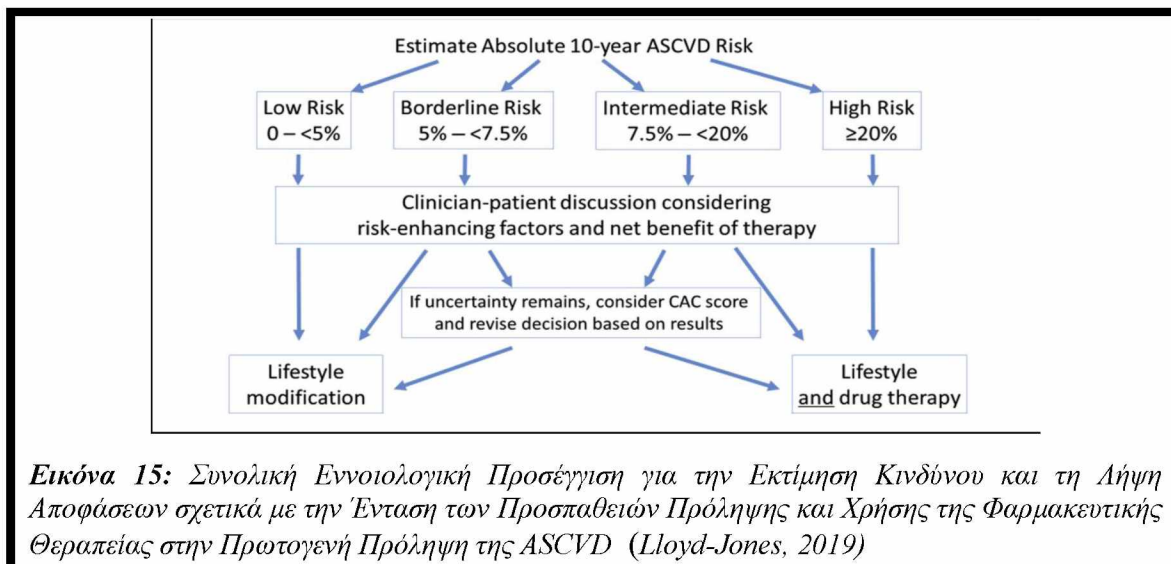 Estimate Absolute 10-year ASCVD Risk
Low Risk
0 – <5%
Borderline Risk
5% – <7.5%
Intermediate Risk
7.5% – <20%
High Risk
≥20%
Clinician-patient discussion considering
risk-enhancing factors and net benefit of therapy
If uncertainty remains, consider CAC score
and revise decision based on results
Lifestyle
modification
Lifestyle
and drug therapy
Εικόνα 15: Συνολική Εννοιολογική Προσέγγιση για την Εκτίμηση Κινδύνου και τη Λήψη
Αποφάσεων σχετικά με την Ένταση των Προσπαθειών Πρόληψης και Χρήσης της Φαρμακευτικής
Θεραπείας στην Πρωτογενή Πρόληψη της ASCVD (Lloyd-Jones, 2019)